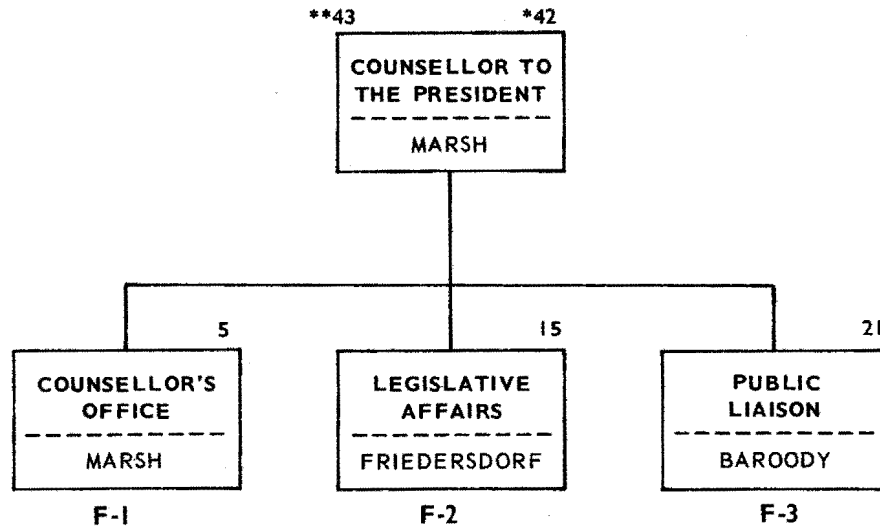 **43 *42
COUNSELLOR TO
THE PRESIDENT
MARSH
5
COUNSELLOR'S
OFFICE
MARSH
F-1
15
LEGISLATIVE
AFFAIRS
FRIEDERSDORF
F-2
21
PUBLIC
LIAISON
BAROODY
F-3